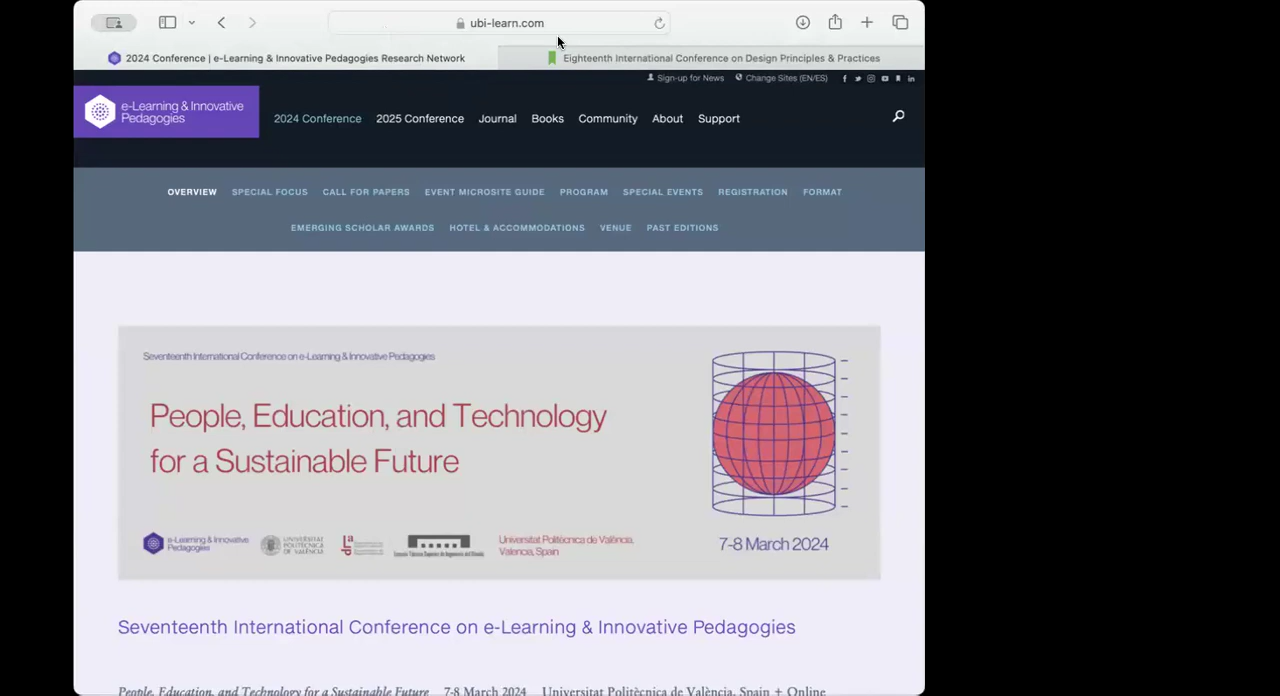 ubi-learn.com
2024 Conference | e-Learning & Innovative Pedagogies Research Network
Eighteenth International Conference on Design Principles & Practices
Sign-up for News
Change Sites (EN/ES)
e-Learning & Innovative
Pedagogies
2024 Conference
2025 Conference
Journal
Books
Community
About
Support
OVERVIEW
SPECIAL FOCUS
CALL FOR PAPERS
EVENT MICROSITE GUIDE
PROGRAM
SPECIAL EVENTS
REGISTRATION
FORMAT
EMERGING SCHOLAR AWARDS
HOTEL & ACCOMMODATIONS
VENUE
PAST EDITIONS
Seventeenth International Conference on e-Learning & Innovative Pedagogies
People, Education, and Technology
for a Sustainable Future
e-Learning & Innovative
Pedagogies
UNIVERSITAT
POLITÈCNICA
DE VALÈNCIA
Universitat Politècnica de València,
Valencia, Spain
7-8 March 2024
Seventeenth International Conference on e-Learning & Innovative Pedagogies
People, Education, and Technology for a Sustainable Future 7-8 March 2024 Universitat Politècnica de València, Spain + Online